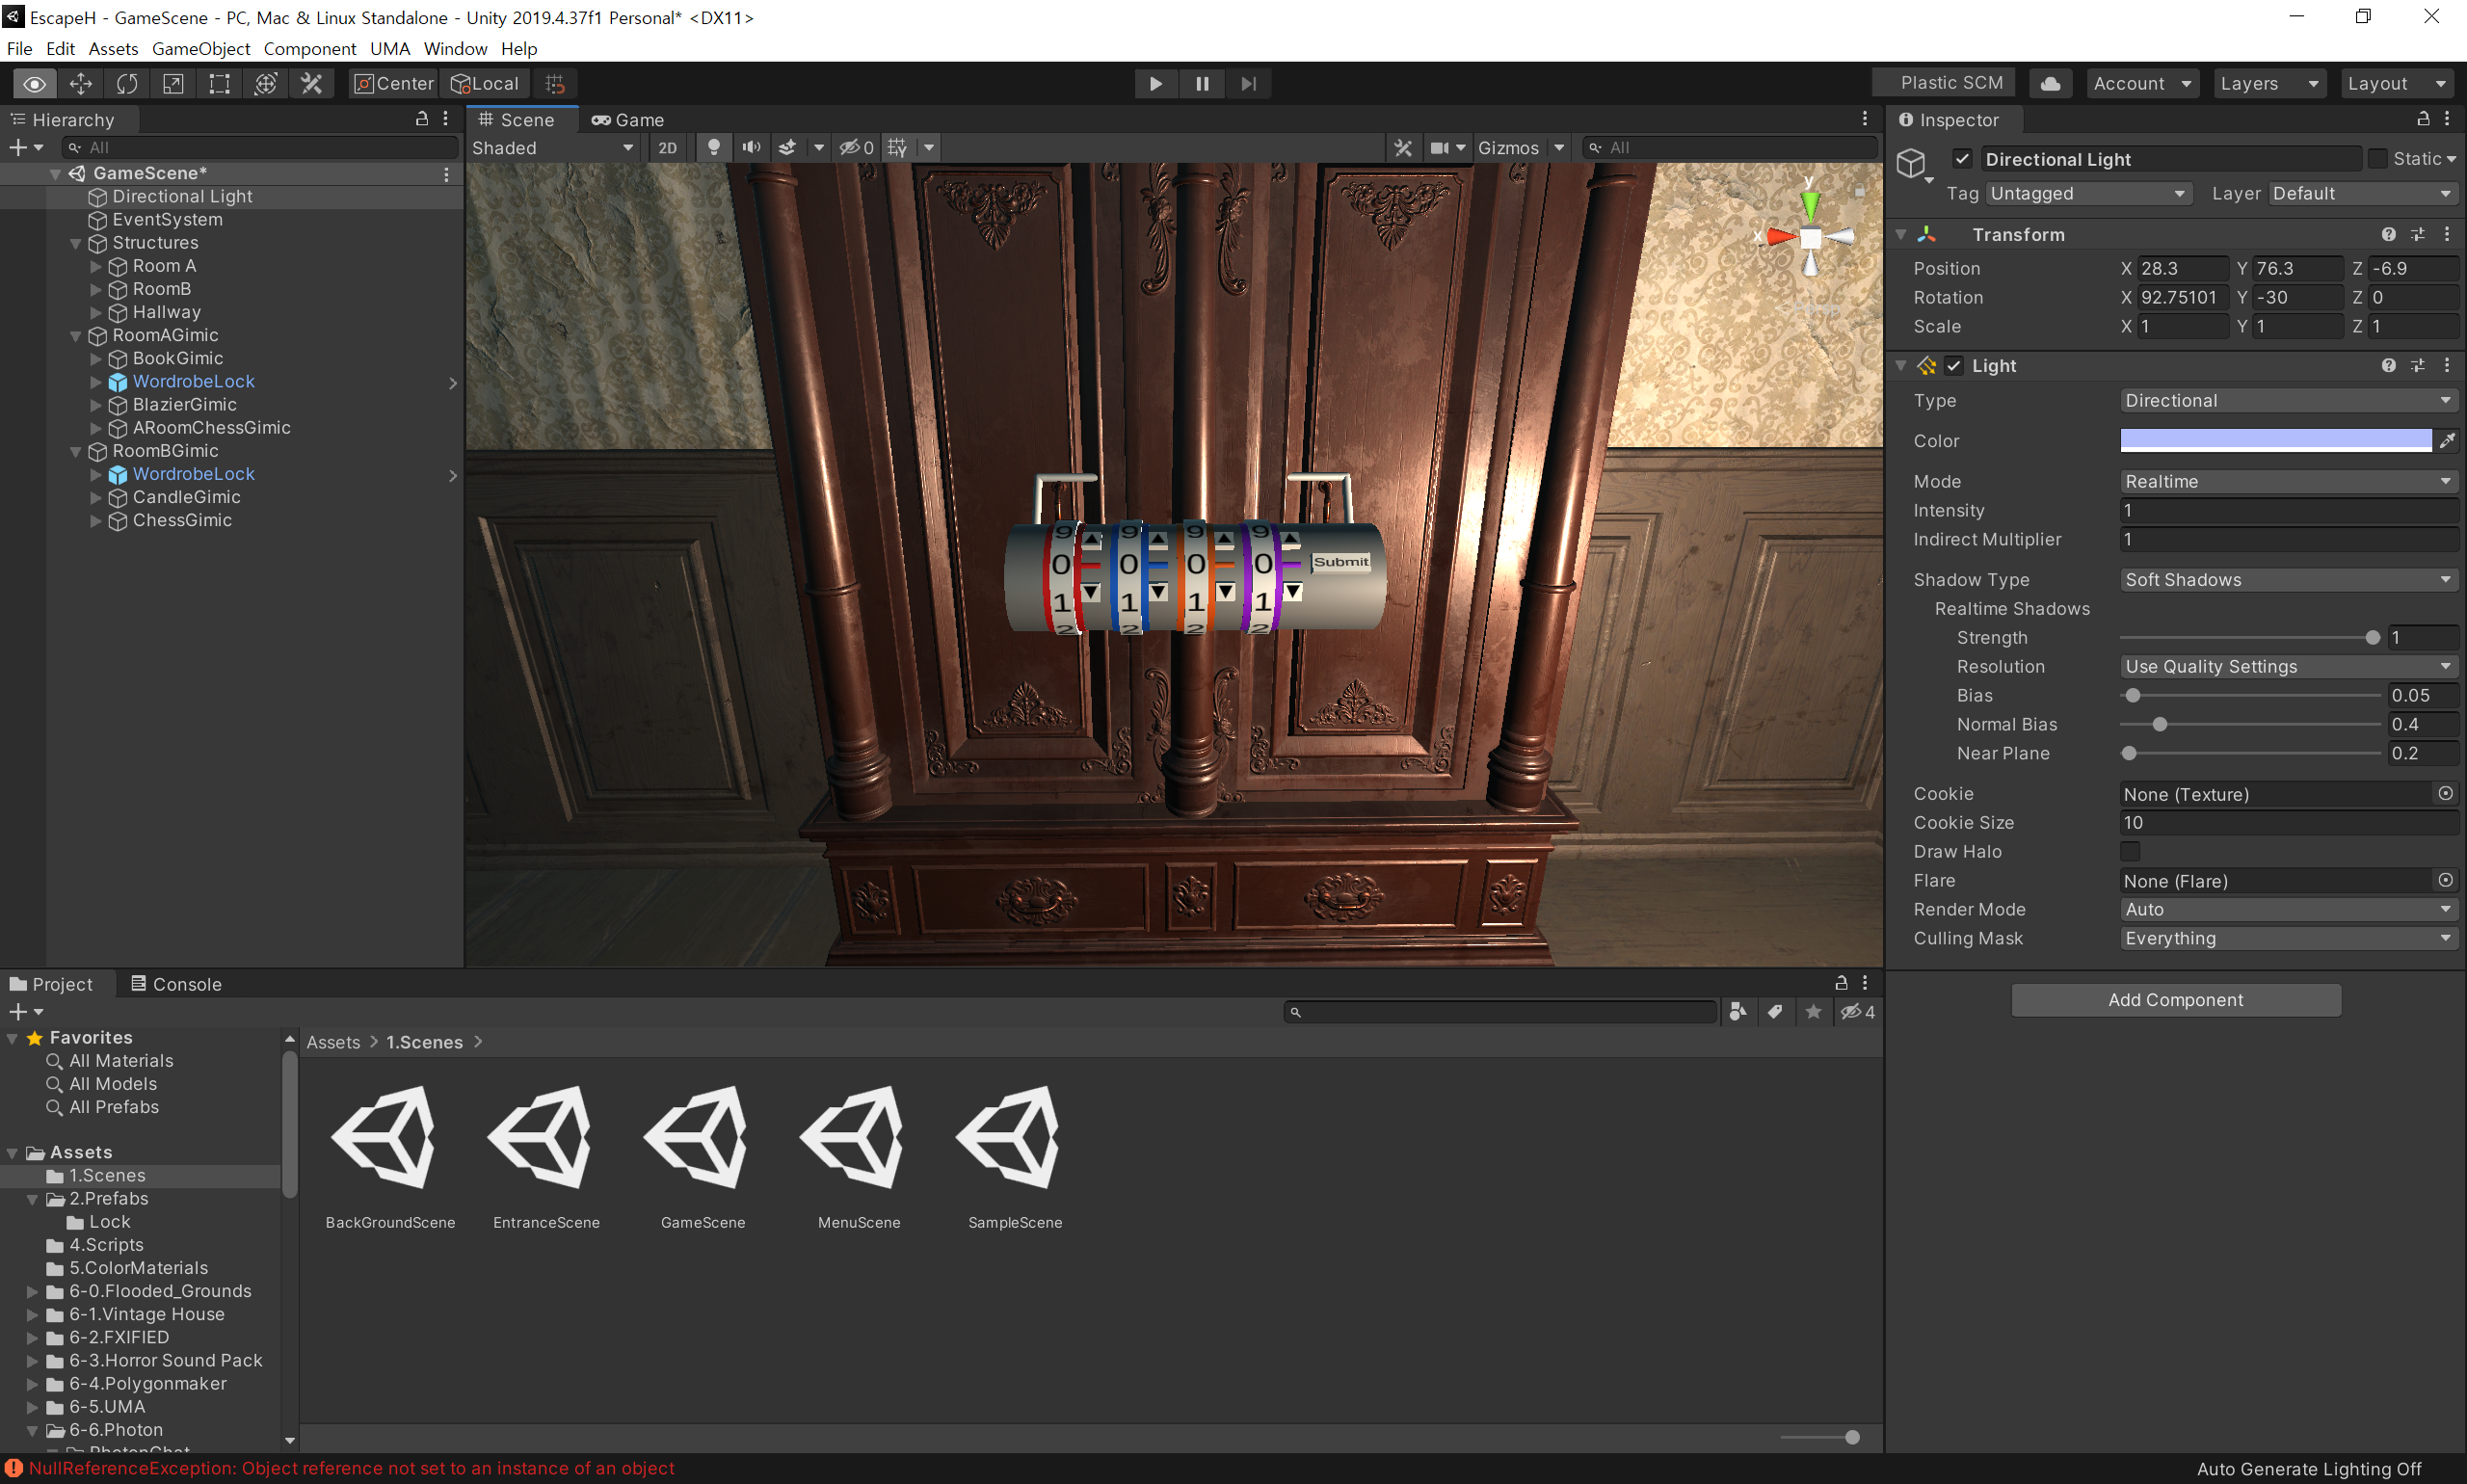 EscapeH - GameScene - PC, Mac & Linux Standalone - Unity 2019.4.37f1 Personal* <DX11>
File Edit Assets GameObject Component UMA Window Help
Center Local Plastic SCM Account Layers Layout
Hierarchy
All
GameScene*
Directional Light
EventSystem
Structures
Room A
RoomB
Hallway
RoomAGimic
BookGimic
WordrobeLock
BlazierGimic
ARoomChessGimic
RoomBGimic
WordrobeLock
CandleGimic
ChessGimic
Scene Game
Shaded 2D 0 Gizmos All
y
x
9 9 9 9
0 0 0 0 Submit
1 1 1 1
2 2 2 2
Inspector
Directional Light Static
Tag Untagged Layer Default
Transform
Position X 28.3 Y 76.3 Z -6.9
Rotation X 92.75101 Y -30 Z 0
Scale X 1 Y 1 Z 1
Light
Type Directional
Color
Mode Realtime
Intensity 1
Indirect Multiplier 1
Shadow Type Soft Shadows
Realtime Shadows
Strength 1
Resolution Use Quality Settings
Bias 0.05
Normal Bias 0.4
Near Plane 0.2
Cookie None (Texture)
Cookie Size 10
Draw Halo
Flare None (Flare)
Render Mode Auto
Culling Mask Everything
Add Component
Project Console
4
Favorites
All Materials
All Models
All Prefabs
Assets
1.Scenes
2.Prefabs
Lock
4.Scripts
5.ColorMaterials
6-0.Flooded_Grounds
6-1.Vintage House
6-2.FXIFIED
6-3.Horror Sound Pack
6-4.Polygonmaker
6-5.UMA
6-6.Photon
PhotonChat
Assets > 1.Scenes >
BackGroundScene EntranceScene GameScene MenuScene SampleScene
NullReferenceException: Object reference not set to an instance of an object
Auto Generate Lighting Off